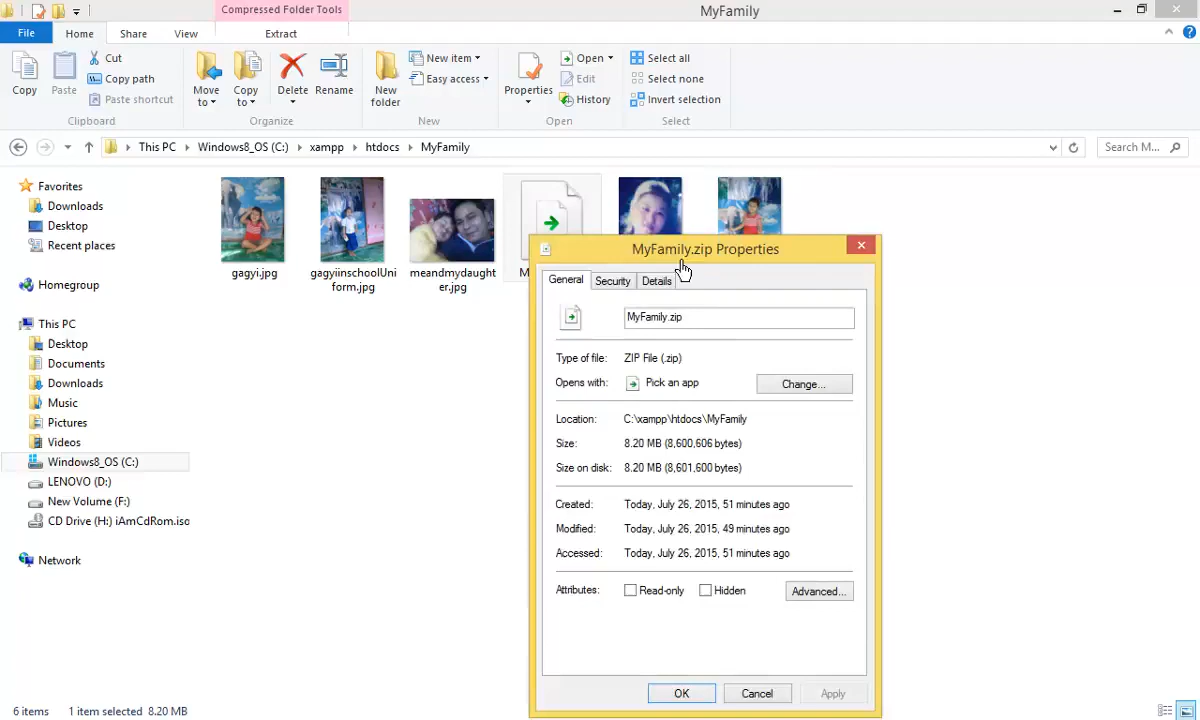 Compressed Folder Tools
MyFamily
File
Home
Share
View
Extract
Copy
Paste
Cut
Copy path
Paste shortcut
Clipboard
Move
to
Copy
to
Delete
Rename
Organize
New
folder
New item
Easy access
New
Properties
Open
Edit
History
Open
Select all
Select none
Invert selection
Select
This PC
Windows8_OS (C:)
xampp
htdocs
MyFamily
Search M...
Favorites
Downloads
Desktop
Recent places
Homegroup
This PC
Desktop
Documents
Downloads
Music
Pictures
Videos
Windows8_OS (C:)
LENOVO (D:)
New Volume (F:)
CD Drive (H:) iAmCdRom.iso
Network
gagyi.jpg
gagyiinschoolUni
form.jpg
meandmydaught
er.jpg
M
MyFamily.zip Properties
General
Security
Details
MyFamily.zip
Type of file: ZIP File (.zip)
Opens with: Pick an app
Change...
Location: C:\xampp\htdocs\MyFamily
Size: 8.20 MB (8,600,606 bytes)
Size on disk: 8.20 MB (8,601,600 bytes)
Created: Today, July 26, 2015, 51 minutes ago
Modified: Today, July 26, 2015, 49 minutes ago
Accessed: Today, July 26, 2015, 51 minutes ago
Attributes: Read-only Hidden
Advanced...
OK
Cancel
Apply
6 items
1 item selected 8.20 MB